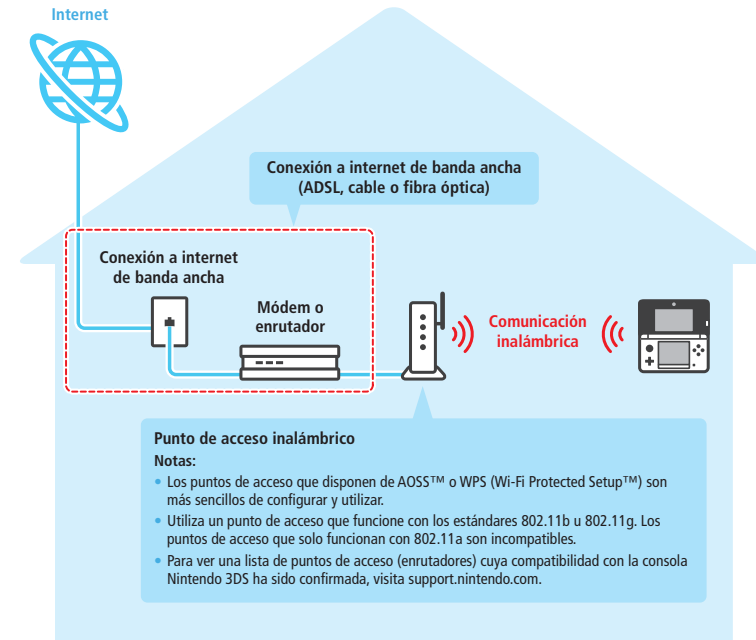 Internet
Conexión a internet de banda ancha
(ADSL, cable o fibra óptica)
Conexión a internet
de banda ancha
Módem o
enrutador
Comunicación
inalámbrica
Punto de acceso inalámbrico
Notas:
• Los puntos de acceso que disponen de AOSS™ o WPS (Wi-Fi Protected Setup™) son
más sencillos de configurar y utilizar.
• Utiliza un punto de acceso que funcione con los estándares 802.11b u 802.11g. Los
puntos de acceso que solo funcionan con 802.11a son incompatibles.
• Para ver una lista de puntos de acceso (enrutadores) cuya compatibilidad con la consola
Nintendo 3DS ha sido confirmada, visita support.nintendo.com.